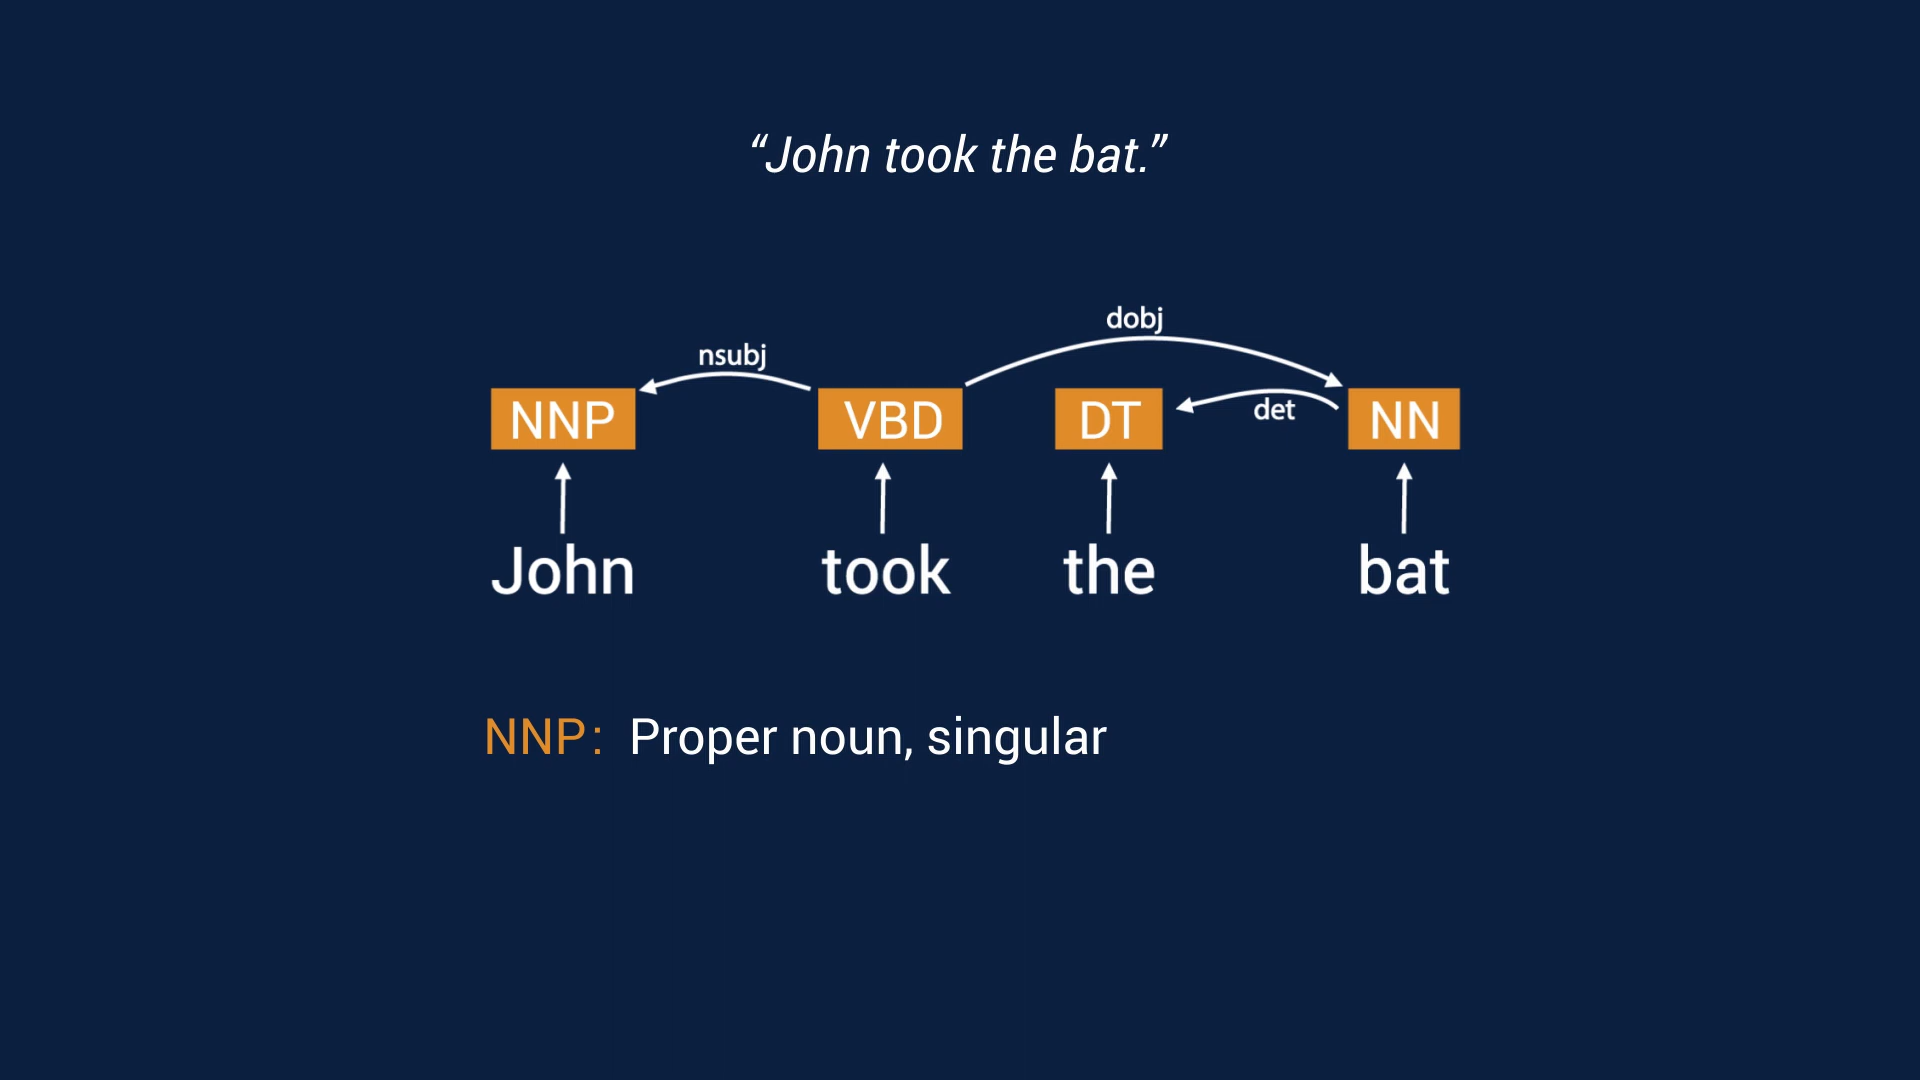 “John took the bat.”
dobj
nsubj
NNP VBD DT det NN
John took the bat
NNP: Proper noun, singular